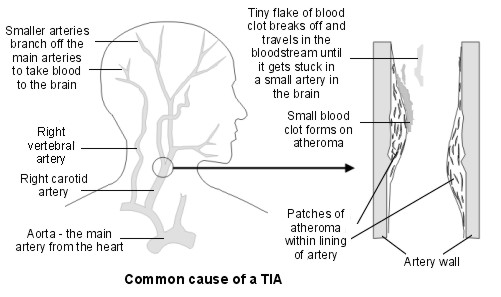 Smaller arteries
branch off the
main arteries
to take blood
to the brain
Right
vertebral
artery
Right carotid
artery
Aorta - the main
artery from the heart
Tiny flake of blood
clot breaks off and
travels in the
bloodstream until
it gets stuck in
a small artery in
the brain
Small blood
clot forms on
atheroma
Patches of
atheroma
within lining
of artery
Artery wall
Common cause of a TIA